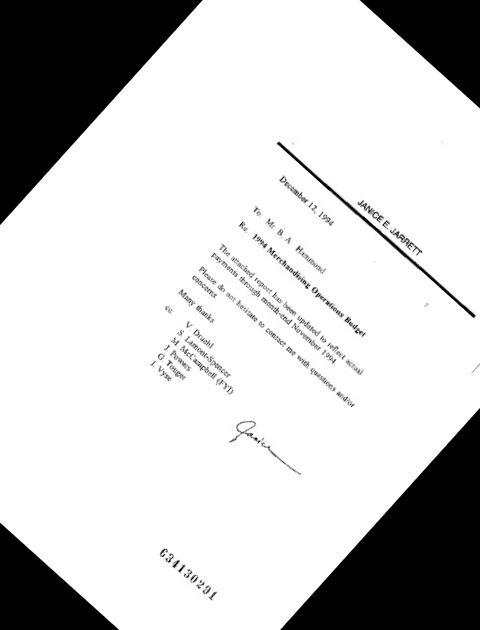 JANICE E. JARRETT
December 12, 1994
To Mr. B. A. Hammond
Re. 1994 Merchandising Operations Budget
The attached report has been updated to reflect actual
payments through month-end November 1994
Please do not hesitate to contact me with questions and/or
concerns
Many thanks
cc. V Draahl
S. Lamont-Spencer
M McCampbell (FYI)
J Powers
G Touger
J. Vyse
Janice
634130291